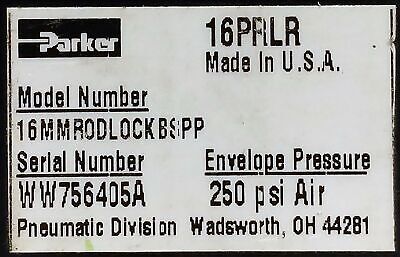 Parker
16PRLR
Made In U.S.A.
Model Number
16MMRODLOCKBSPP
Serial Number Envelope Pressure
WW756405A 250 psi Air
Pneumatic Division Wadsworth, OH 44281